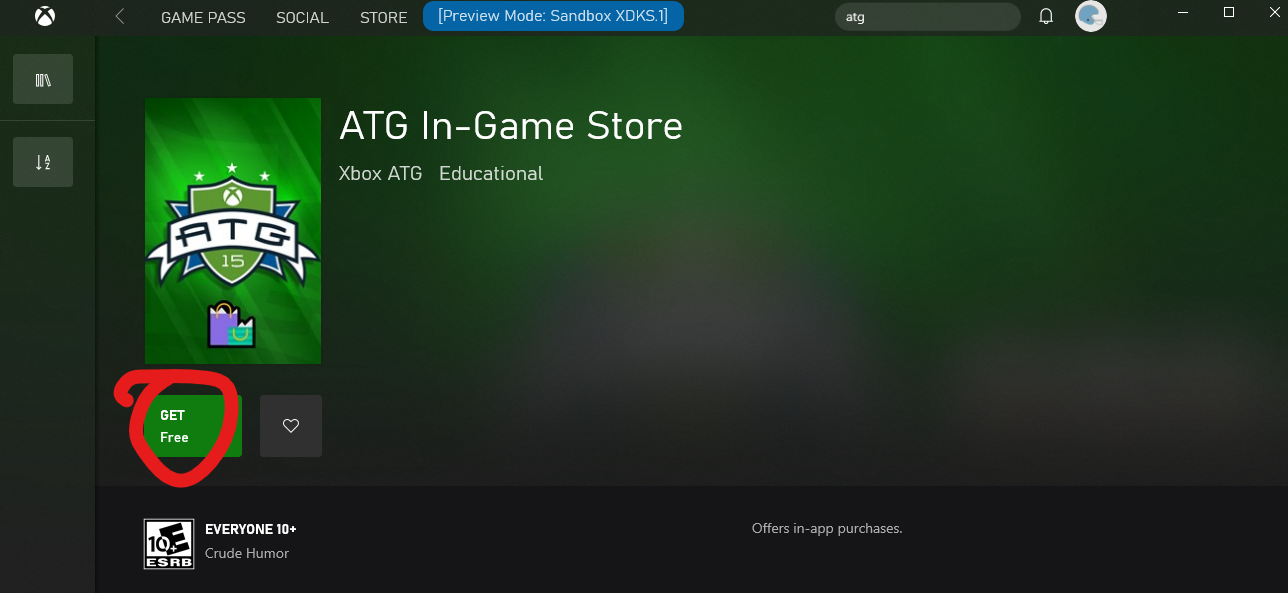 GAME PASS SOCIAL STORE [Preview Mode: Sandbox XDKS.1] atg
A
Z
ATG In-Game Store
Xbox ATG Educational
ATG
15
GET
Free
EVERYONE 10+
Crude Humor
E
10+
ESRB
Offers in-app purchases.